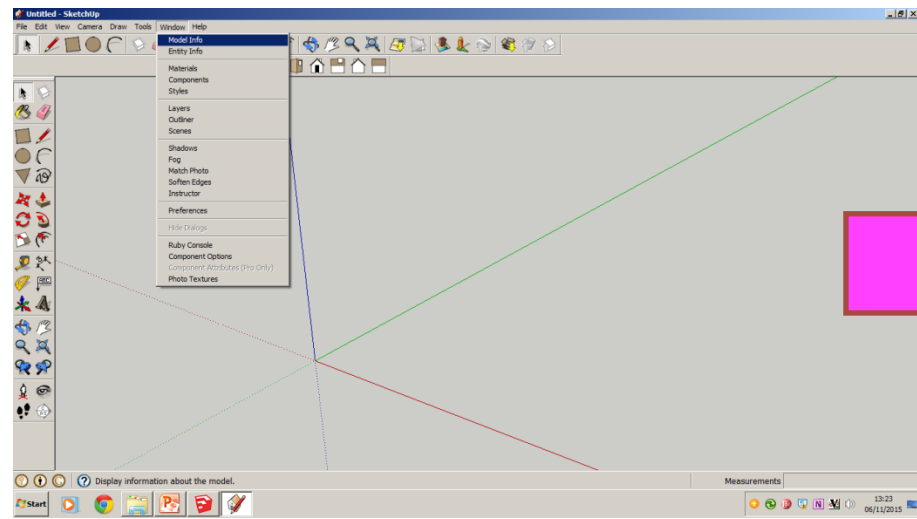 Untitled - SketchUp
File Edit View Camera Draw Tools Window Help
Model Info
Entity Info
Materials
Components
Styles
Layers
Outliner
Scenes
Shadows
Fog
Match Photo
Soften Edges
Instructor
Preferences
Hide Dialogs
Ruby Console
Component Options
Component Attributes (Pro Only)
Photo Textures
Display information about the model.
Measurements
Start
13:23
06/11/2015